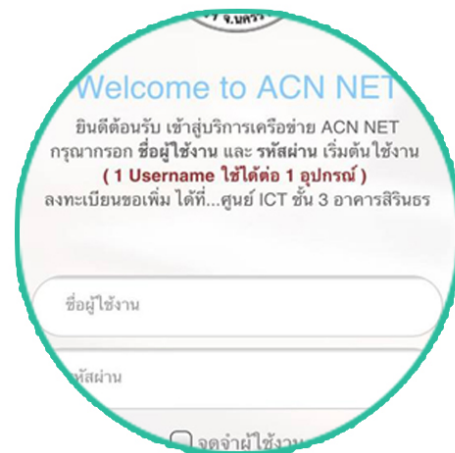 Welcome to ACN NET
ยินดีต้อนรับ เข้าสู่บริการเครือข่าย ACN NET
กรุณากรอก ชื่อผู้ใช้งาน และ รหัสผ่าน เริ่มต้นใช้งาน
( 1 Username ใช้ได้ต่อ 1 อุปกรณ์ )
ลงทะเบียนขอเพิ่ม ได้ที่...ศูนย์ ICT ชั้น 3 อาคารสิรินธร
ชื่อผู้ใช้งาน
รหัสผ่าน
จดจำผู้ใช้งาน